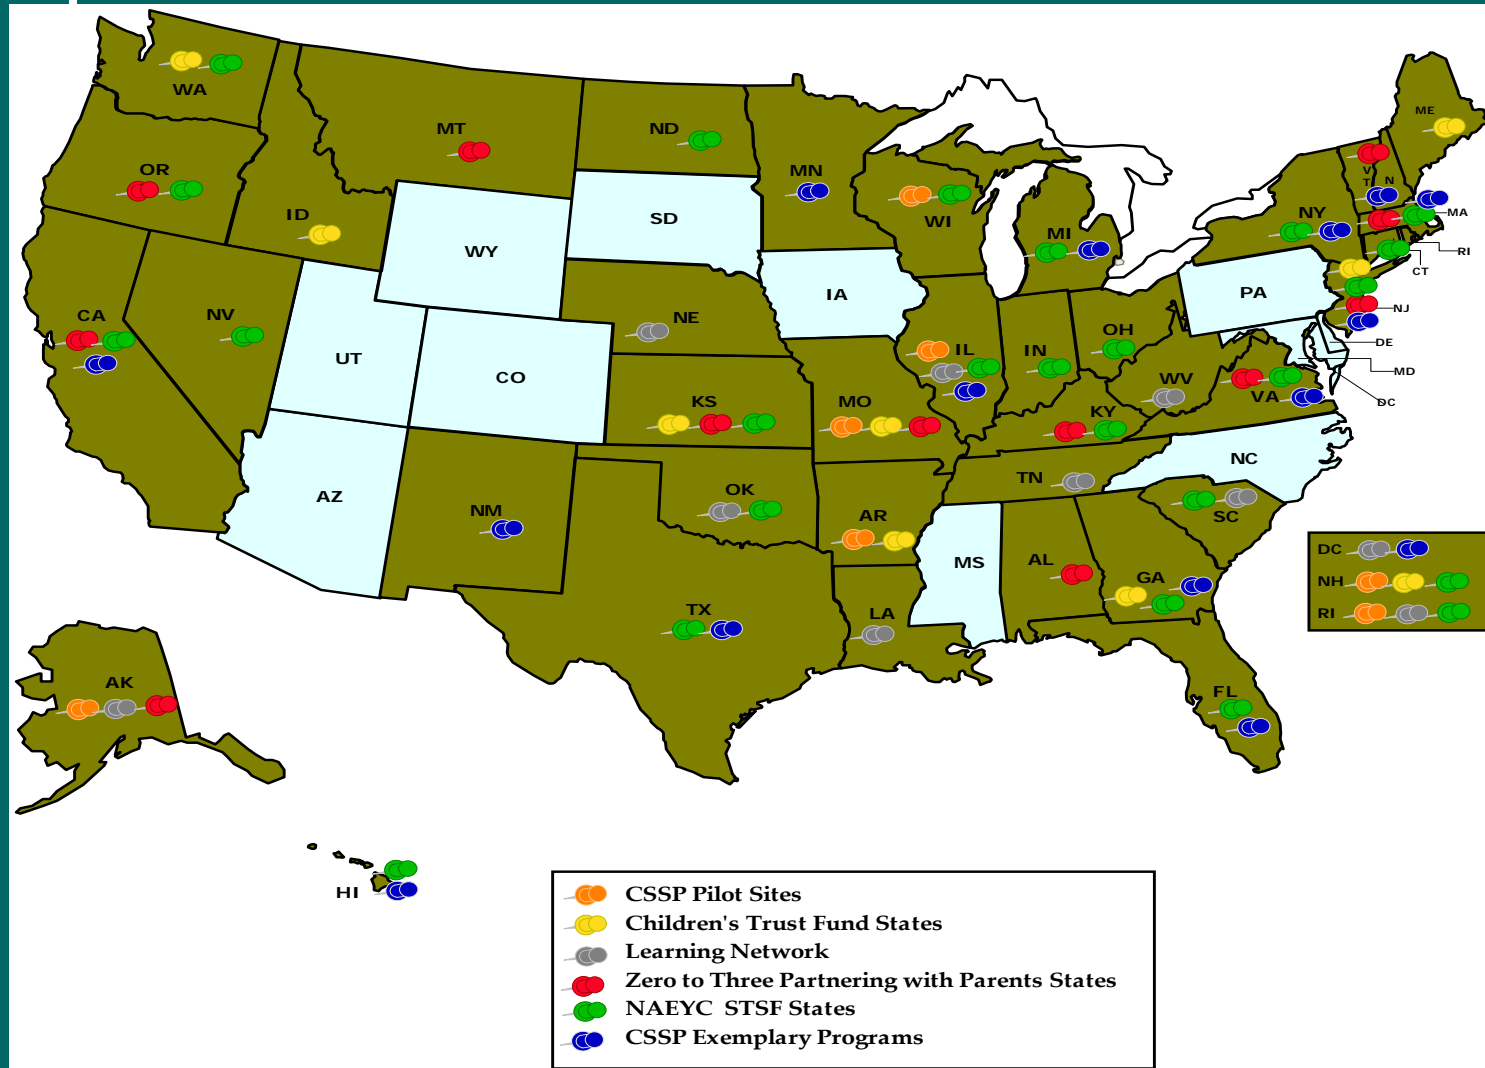 ME
WA
MT
ND
OR
MN
V
T
N
ID
SD
WI
NY
MA
MI
WY
RI
CT
IA
PA
CA
NV
NE
NJ
OH
IL
IN
DE
UT
CO
MD
WV
KS
MO
VA
DC
KY
NC
TN
AZ
OK
NM
AR
SC
MS
AL
GA
DC
NH
RI
TX
LA
FL
AK
HI
CSSP Pilot Sites
Children's Trust Fund States
Learning Network
Zero to Three Partnering with Parents States
NAEYC STSF States
CSSP Exemplary Programs